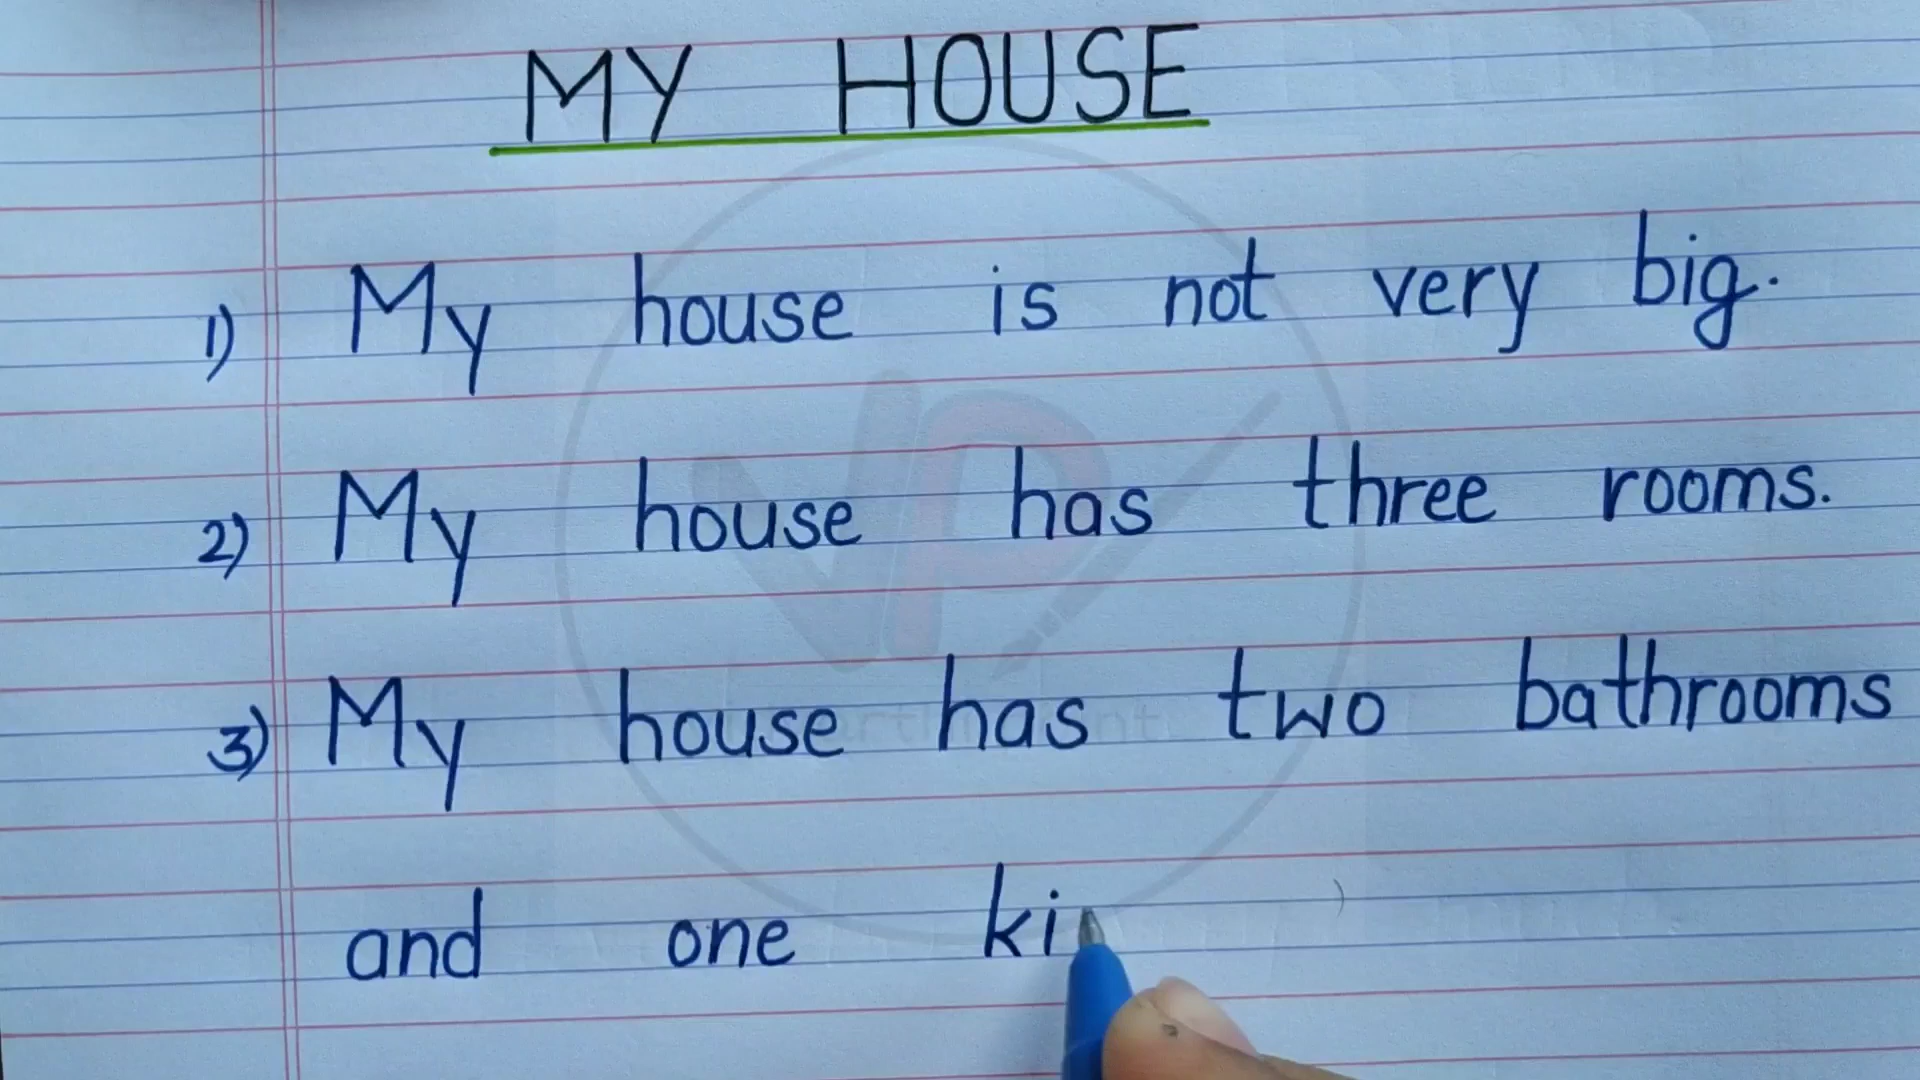 MY HOUSE
1) My house is not very big.
2) My house has three rooms.
3) My house has two bathrooms
and one ki